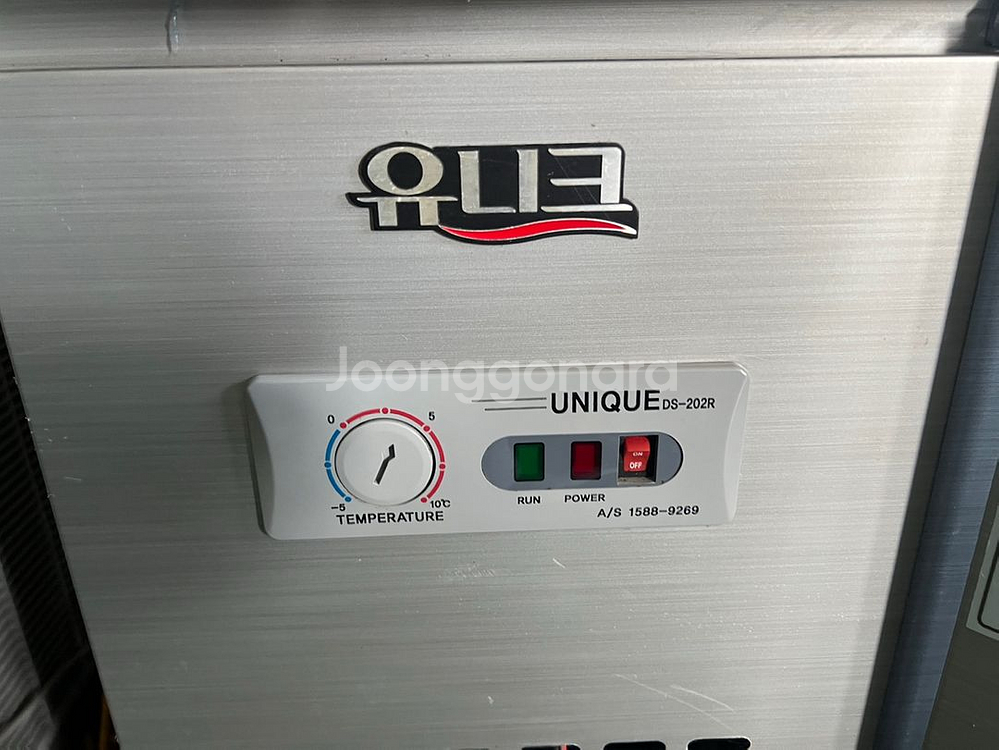 유니크
Joonggonara
UNIQUE DS-202R
0 5
-5 10℃
TEMPERATURE
ON
OFF
RUN POWER
A/S 1588-9269